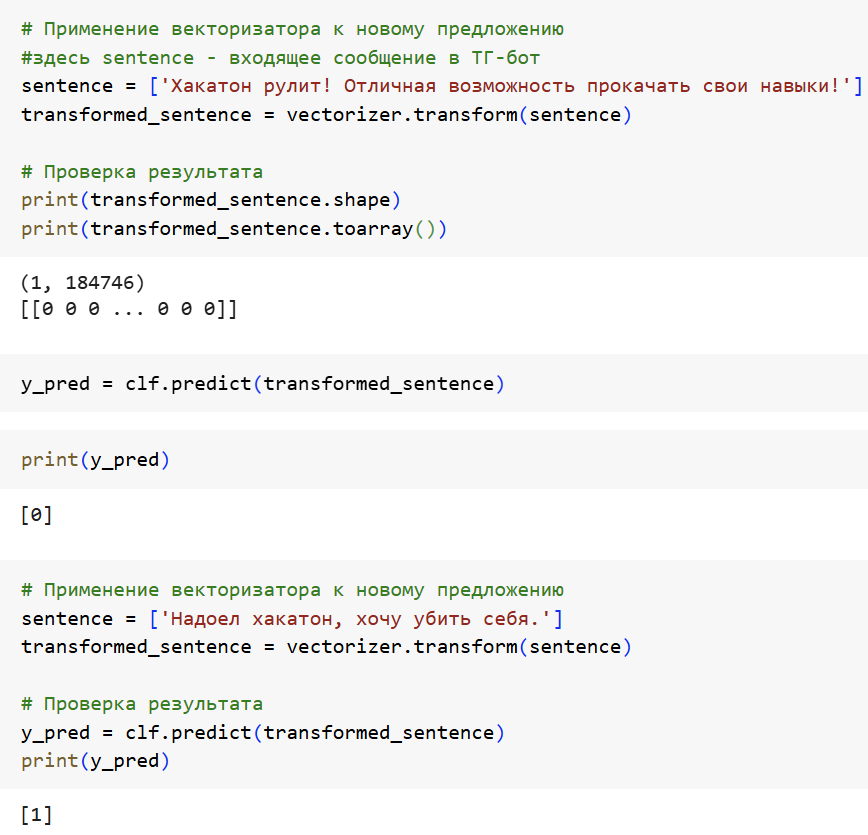 # Применение векторизатора к новому предложению
#здесь sentence - входящее сообщение в ТГ-бот
sentence = ['Хакатон рулит! Отличная возможность прокачать свои навыки!']
transformed_sentence = vectorizer.transform(sentence)
# Проверка результата
print(transformed_sentence.shape)
print(transformed_sentence.toarray())
(1, 184746)
[[0 0 0 ... 0 0 0]]
y_pred = clf.predict(transformed_sentence)
print(y_pred)
[0]
# Применение векторизатора к новому предложению
sentence = ['Надоел хакатон, хочу убить себя.']
transformed_sentence = vectorizer.transform(sentence)
# Проверка результата
y_pred = clf.predict(transformed_sentence)
print(y_pred)
[1]